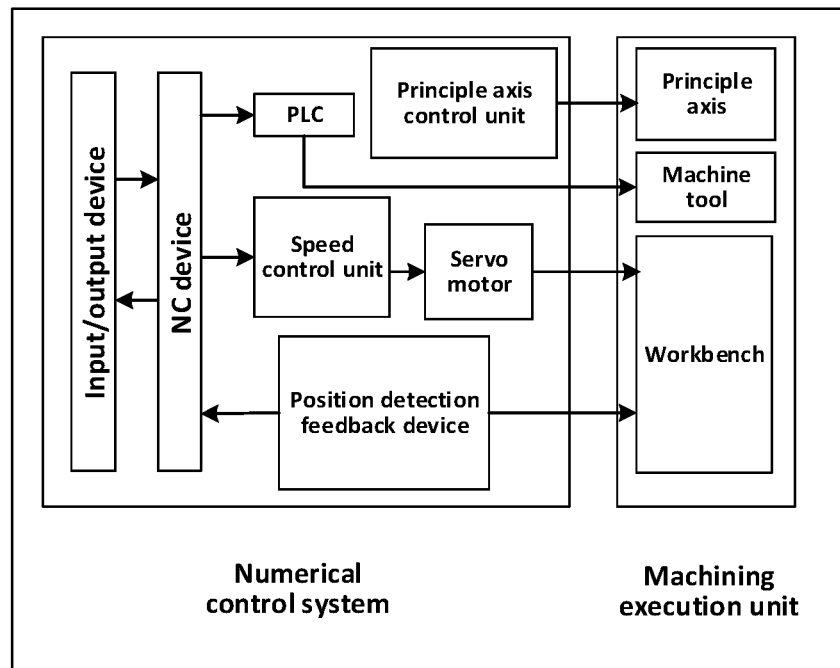 Input/output device
NC device
PLC
Principle axis
control unit
Principle
axis
Machine
tool
Speed
control unit
Servo
motor
Workbench
Position detection
feedback device
Numerical
control system
Machining
execution unit